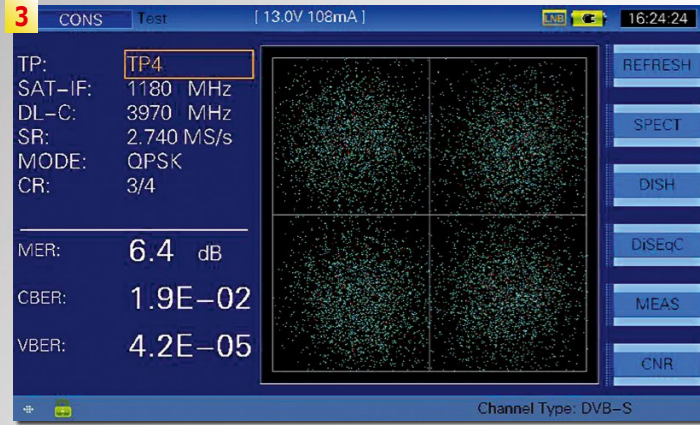 3
CONS Test [ 13.0V 108mA ] LNB 16:24:24
TP: TP4
SAT-IF: 1180 MHz
DL-C: 3970 MHz
SR: 2.740 MS/s
MODE: QPSK
CR: 3/4
MER: 6.4 dB
CBER: 1.9E-02
VBER: 4.2E-05
REFRESH
SPECT
DISH
DiSEqC
MEAS
CNR
Channel Type: DVB-S